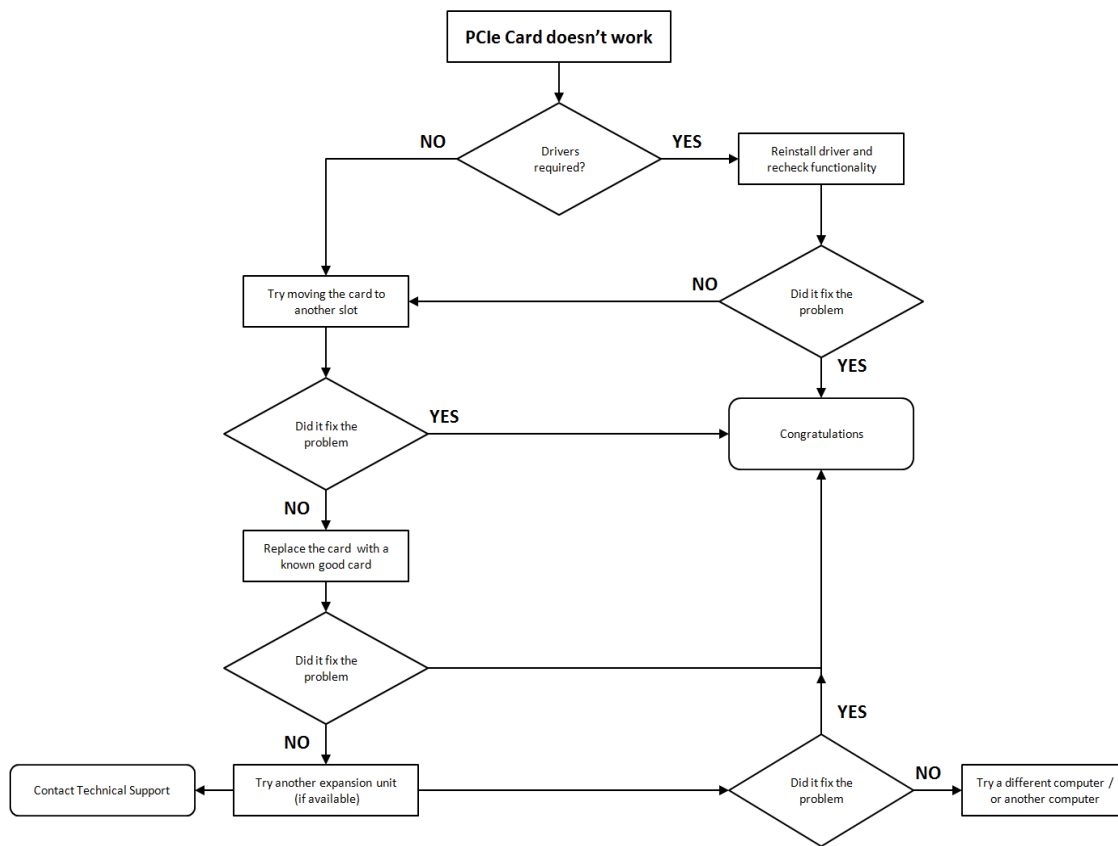 PCIe Card doesn't work
NO
YES
Drivers
required?
Reinstall driver and
recheck functionality
Try moving the card to
another slot
NO
Did it fix the
problem
YES
Did it fix the
problem
YES
Congratulations
NO
Replace the card with a
known good card
Did it fix the
problem
NO
YES
Contact Technical Support
Try another expansion unit
(if available)
Did it fix the
problem
NO
Try a different computer /
or another computer